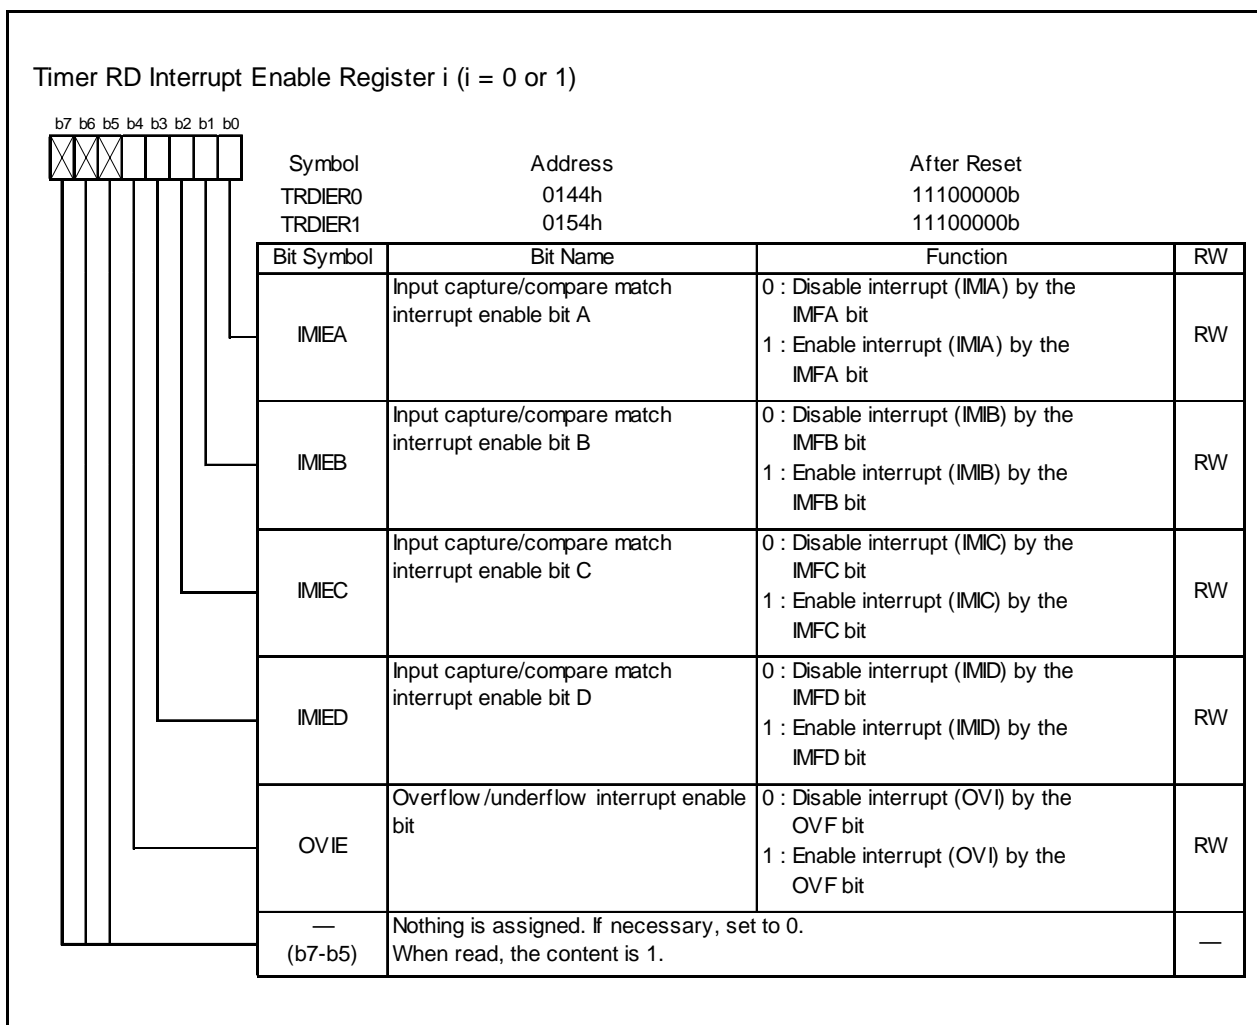 Timer RD Interrupt Enable Register i (i = 0 or 1)
b7 b6 b5 b4 b3 b2 b1 b0
Symbol Address After Reset
TRDIER0 0144h 11100000b
TRDIER1 0154h 11100000b
Bit Symbol Bit Name Function RW
IMIEA
Input capture/compare match
interrupt enable bit A
0 : Disable interrupt (IMIA) by the
IMFA bit
1 : Enable interrupt (IMIA) by the
IMFA bit
RW
IMIEB
Input capture/compare match
interrupt enable bit B
0 : Disable interrupt (IMIB) by the
IMFB bit
1 : Enable interrupt (IMIB) by the
IMFB bit
RW
IMIEC
Input capture/compare match
interrupt enable bit C
0 : Disable interrupt (IMIC) by the
IMFC bit
1 : Enable interrupt (IMIC) by the
IMFC bit
RW
IMIED
Input capture/compare match
interrupt enable bit D
0 : Disable interrupt (IMID) by the
IMFD bit
1 : Enable interrupt (IMID) by the
IMFD bit
RW
OVIE
Overflow/underflow interrupt enable
bit
0 : Disable interrupt (OVI) by the
OVF bit
1 : Enable interrupt (OVI) by the
OVF bit
RW
—
(b7-b5)
Nothing is assigned. If necessary, set to 0.
When read, the content is 1.
—